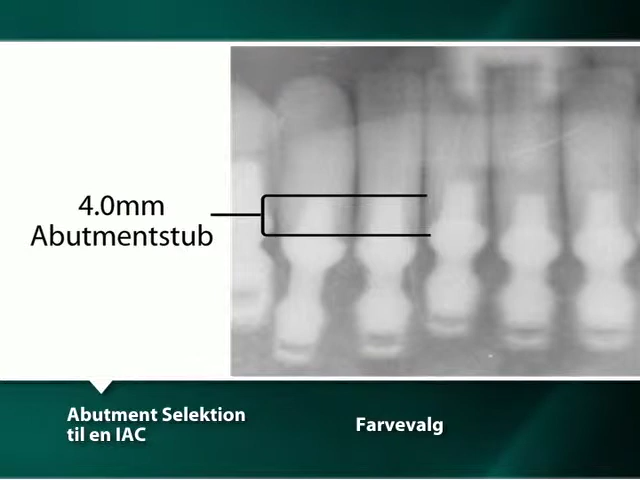 4.0mm
Abutmentstub
Abutment Selektion
til en IAC
Farvevalg